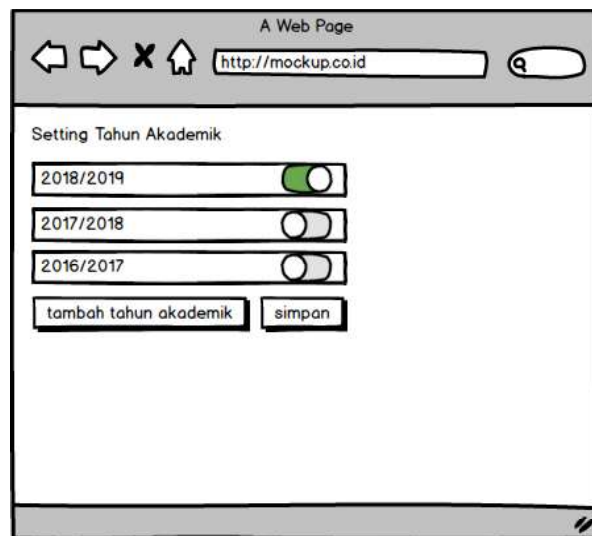 A Web Page
http://mockup.co.id
Setting Tahun Akademik
2018/2019
2017/2018
2016/2017
tambah tahun akademik simpan